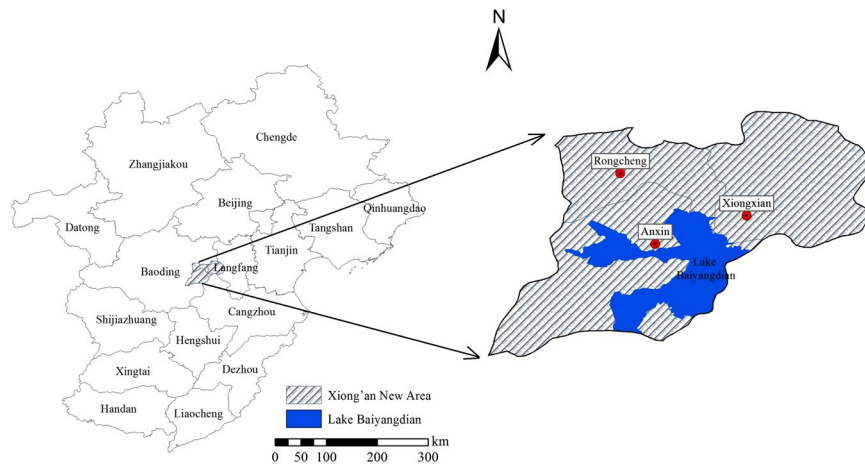 N
Chengde
Zhangjiakou
Beijing
Qinhuangdao
Datong
Tangshan
Tianjin
Baoding
Langfang
Cangzhou
Shijiazhuang
Hengshui
Xingtai
Dezhou
Handan
Liaocheng
Rongcheng
Xiongxian
Anxin
Lake
Baiyangdian
Xiong’an New Area
Lake Baiyangdian
km
0 50 100 200 300